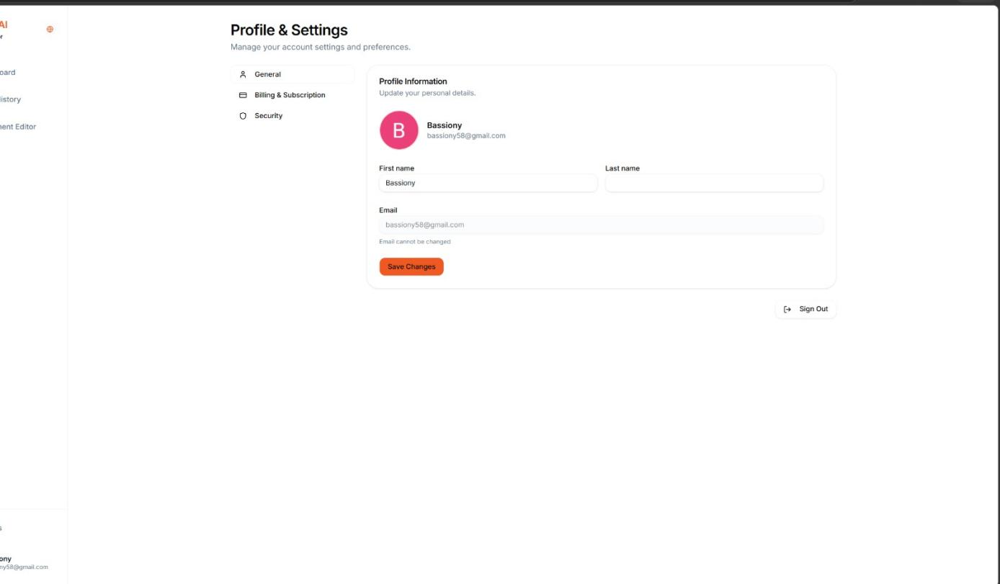 AI
Profile & Settings
Manage your account settings and preferences.
oard
listory
nent Editor
General
Billing & Subscription
Security
Profile Information
Update your personal details.
B
Bassiony
bassiony58@gmail.com
First name
Last name
Bassiony
Email
bassiony58@gmail.com
Email cannot be changed
Save Changes
Sign Out
s
ony
ny58@gmail.com